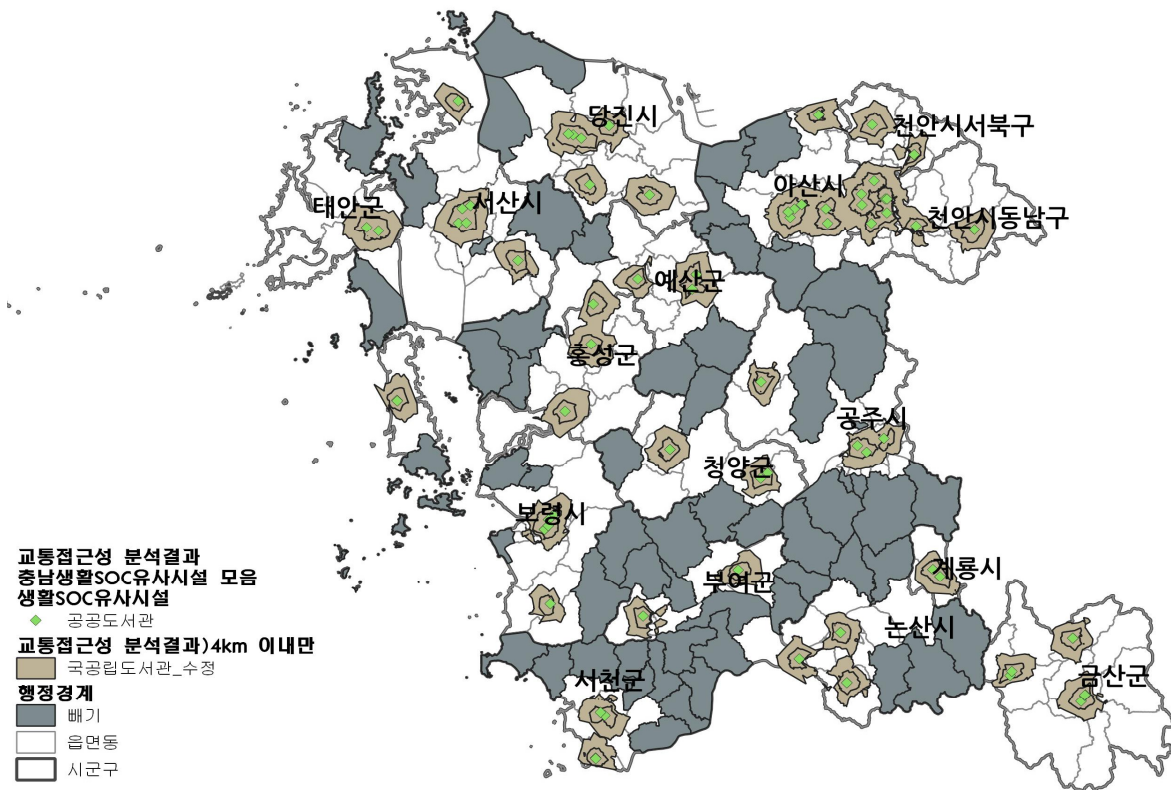 당진시
천안시서북구
아산시
태안군
서산시
천안시동남구
예산군
홍성군
공주시
청양군
보령시
계룡시
부여군
논산시
서천군
금산군
교통접근성 분석결과
충남생활SOC유사시설 모음
생활SOC유사시설
공공도서관
교통접근성 분석결과)4km 이내만
국공립도서관_수정
행정경계
빼기
읍면동
시군구